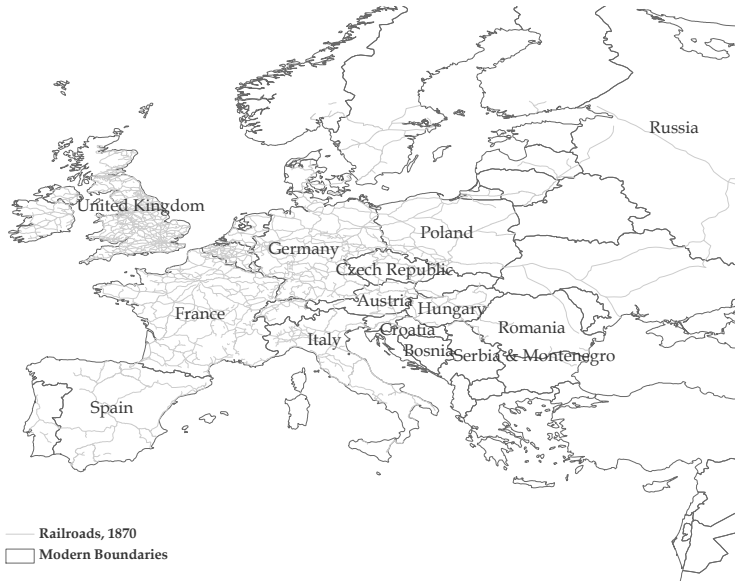 Russia
United Kingdom
Poland
Germany
Czech Republic
Austria
Hungary
France
Croatia
Romania
Italy
Bosnia
Serbia & Montenegro
Spain
Railroads, 1870
Modern Boundaries